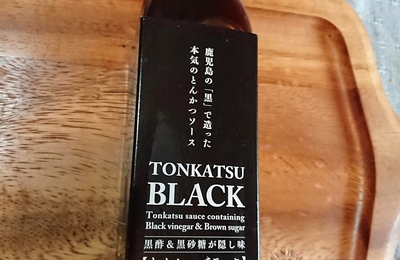 鹿児島の「黒」で造った
本気のとんかつソース
TONKATSU
BLACK
Tonkatsu sauce containing
Black vinegar & Brown sugar
黒酢＆黒砂糖が隠し味